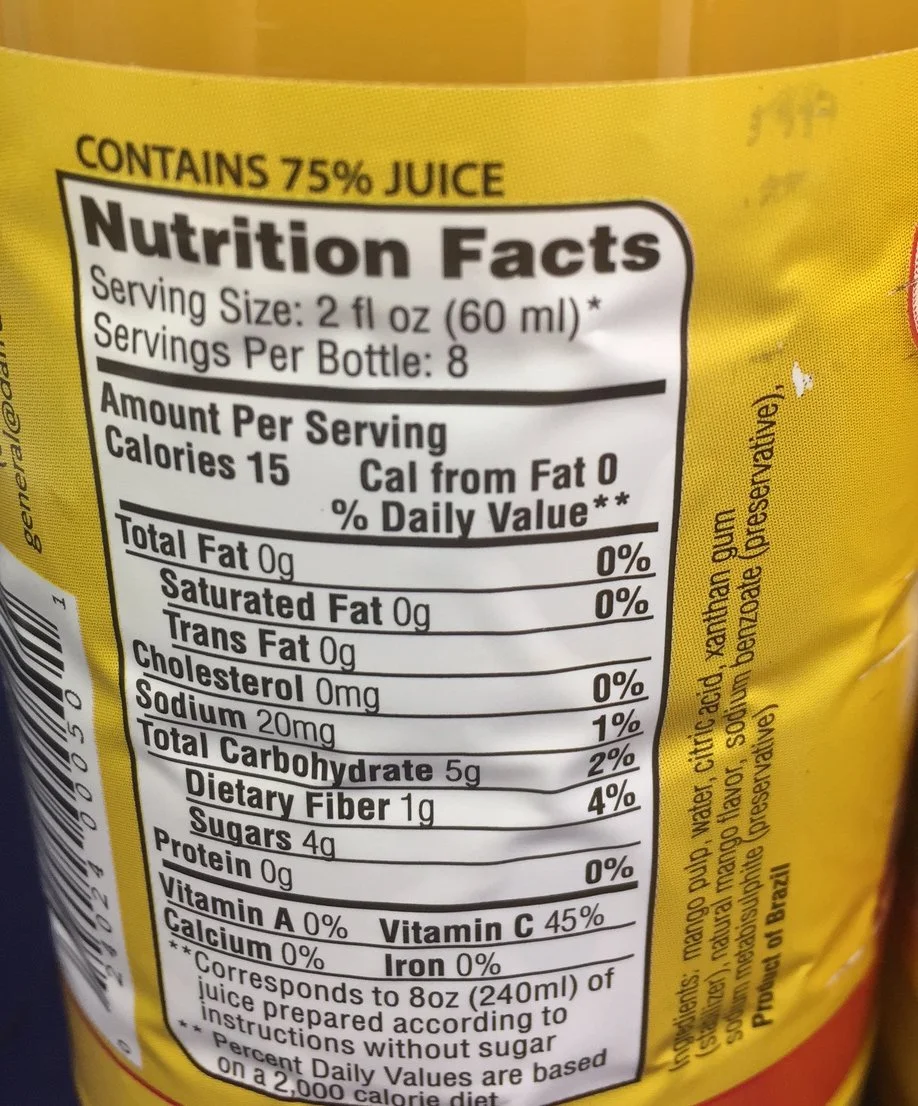 CONTAINS 75% JUICE
Nutrition Facts
Serving Size: 2 fl oz (60 ml)*
Servings Per Bottle: 8
Amount Per Serving
Calories 15 Cal from Fat 0
% Daily Value**
Total Fat 0g 0%
Saturated Fat 0g 0%
Trans Fat 0g
Cholesterol 0mg 0%
Sodium 20mg 1%
Total Carbohydrate 5g 2%
Dietary Fiber 1g 4%
Sugars 4g
Protein 0g 0%
Vitamin A 0% Vitamin C 45%
Calcium 0% Iron 0%
**Corresponds to 8oz (240ml) of
juice prepared according to
instructions without sugar
** Percent Daily Values are based
on a 2,000 calorie diet
Ingredients: mango pulp, water, citric acid, xanthan gum
(stabilizer), natural mango flavor, sodium benzoate (preservative),
sodium metabisulphite (preservative)
Product of Brazil